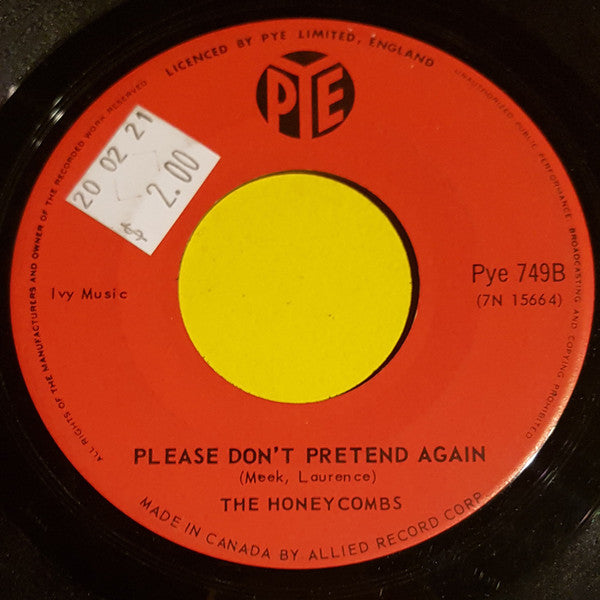 LICENCED BY PYE LIMITED, ENGLAND
UNAUTHORIZED PUBLIC PERFORMANCE, BROADCASTING AND COPYING PROHIBITED
ALL RIGHTS OF THE MANUFACTURERS AND OWNER OF THE RECORDED WORK RESERVED
PYE
20 02 21
$ 2.00
Ivy Music
Pye 749B
(7N 15664)
PLEASE DON'T PRETEND AGAIN
(Meek, Laurence)
THE HONEYCOMBS
MADE IN CANADA BY ALLIED RECORD CORP.